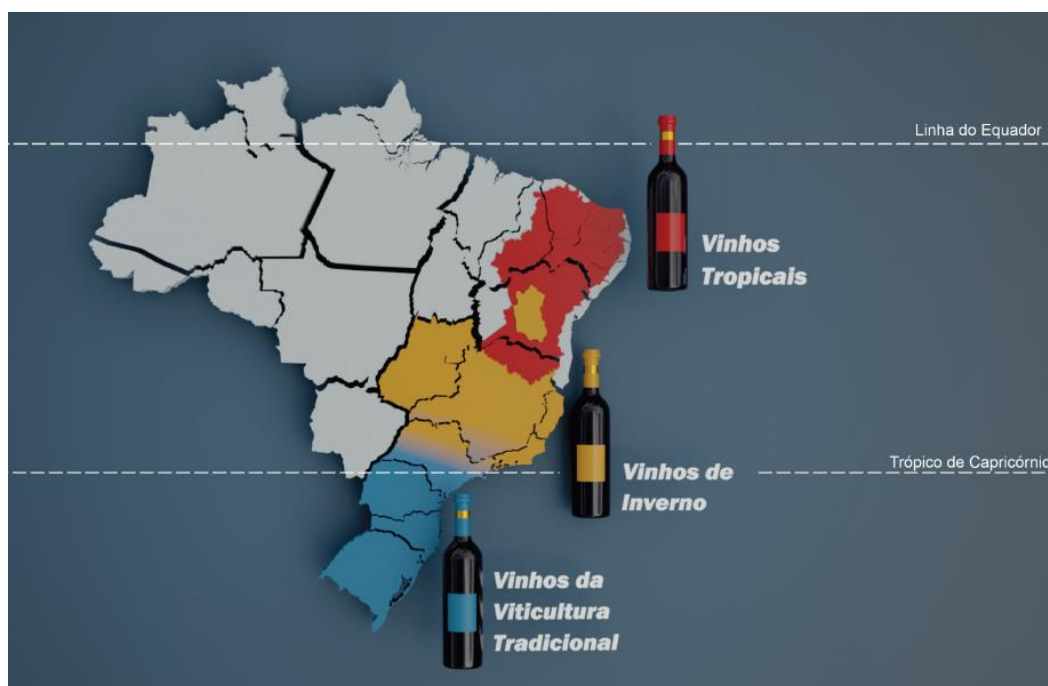 Linha do Equador
Vinhos
Tropicais
Trópico de Capricórnio
Vinhos de
Inverno
Vinhos da
Viticultura
Tradicional